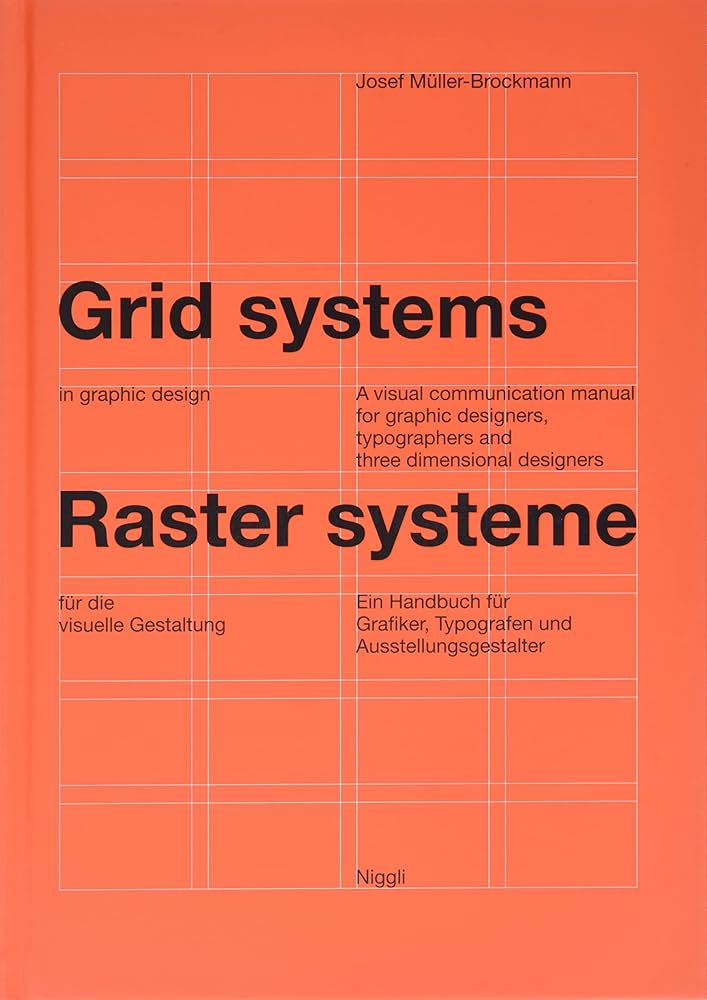 Josef Müller-Brockmann
Grid systems
in graphic design
A visual communication manual
for graphic designers,
typographers and
three dimensional designers
Raster systeme
für die
visuelle Gestaltung
Ein Handbuch für
Grafiker, Typografen und
Ausstellungsgestalter
Niggli